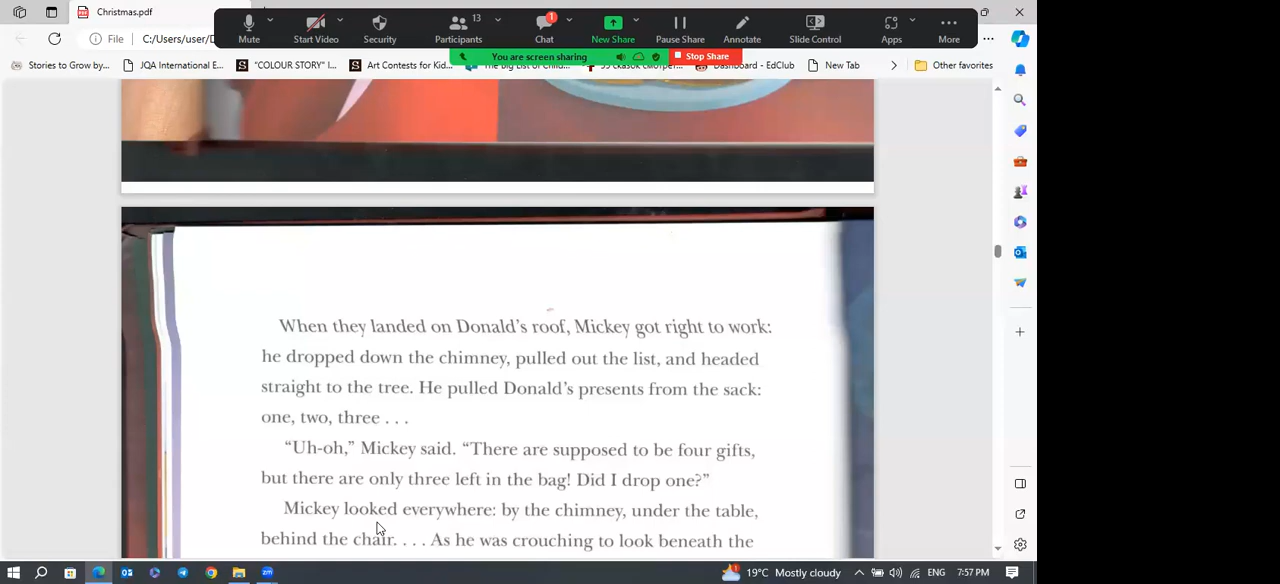 Christmas.pdf
Mute
Start Video
Security
13
Participants
1
Chat
New Share
Pause Share
Annotate
Slide Control
Apps
More
File
C:/Users/user/D
You are screen sharing
Stop Share
Stories to Grow by...
JQA International E...
"COLOUR STORY" I...
Art Contests for Kid...
The Big List of Child...
Dashboard - EdClub
New Tab
Other favorites
When they landed on Donald's roof, Mickey got right to work:
he dropped down the chimney, pulled out the list, and headed
straight to the tree. He pulled Donald's presents from the sack:
one, two, three . . .
“Uh-oh,” Mickey said. “There are supposed to be four gifts,
but there are only three left in the bag! Did I drop one?”
Mickey looked everywhere: by the chimney, under the table,
behind the chair. . . . As he was crouching to look beneath the
19°C Mostly cloudy
ENG
7:57 PM